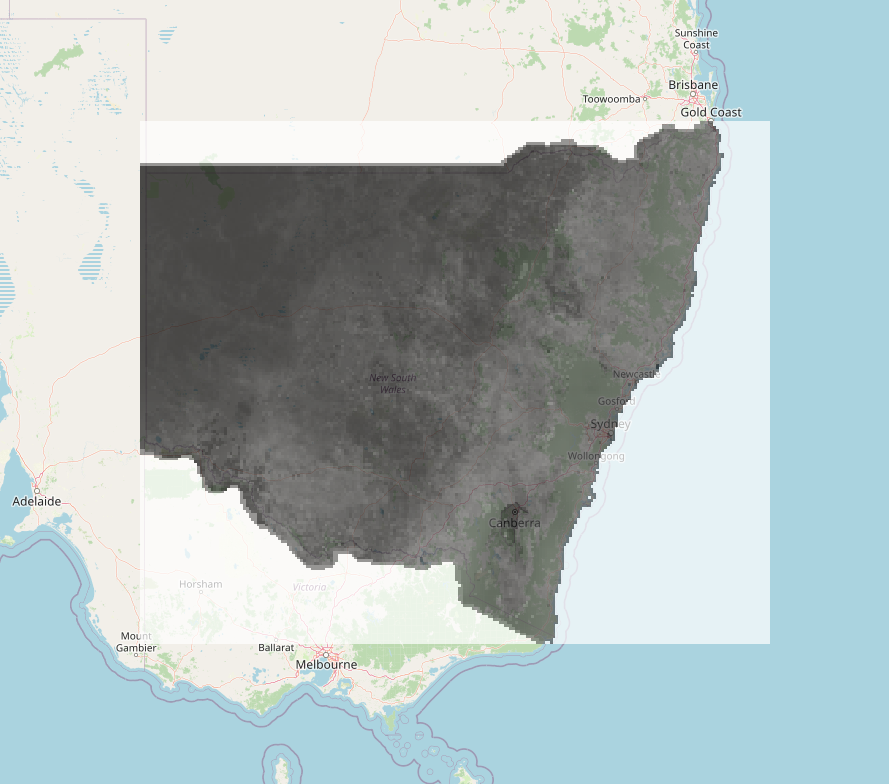 Sunshine
Coast
Brisbane
Toowoomba
Gold Coast
New South
Wales
Newcastl
Gosford
Sydney
Wollongong
Adelaide
Canberra
Horsham
Victoria
Mount
Gambier
Ballarat
Melbourne